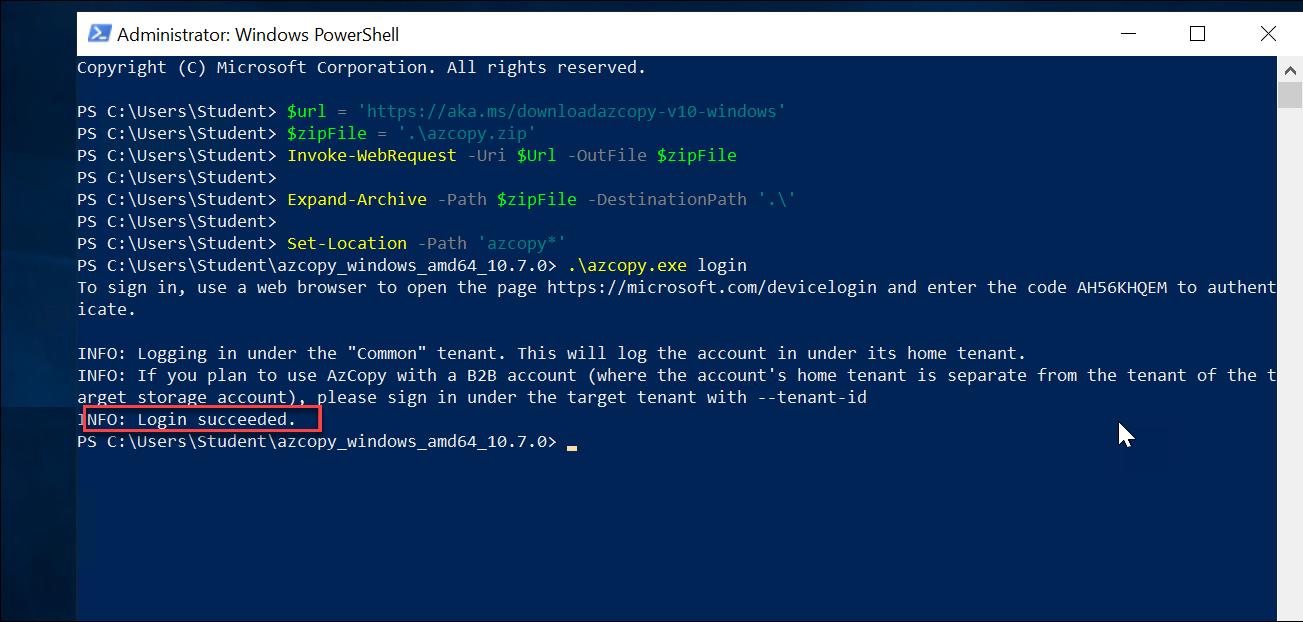 Administrator: Windows PowerShell
Copyright (C) Microsoft Corporation. All rights reserved.
PS C:\Users\Student> $url = 'https://aka.ms/downloadazcopy-v10-windows'
PS C:\Users\Student> $zipFile = '.\azcopy.zip'
PS C:\Users\Student> Invoke-WebRequest -Uri $Url -OutFile $zipFile
PS C:\Users\Student>
PS C:\Users\Student> Expand-Archive -Path $zipFile -DestinationPath '.\'
PS C:\Users\Student>
PS C:\Users\Student> Set-Location -Path 'azcopy*'
PS C:\Users\Student\azcopy_windows_amd64_10.7.0> .\azcopy.exe login
To sign in, use a web browser to open the page https://microsoft.com/devicelogin and enter the code AH56KHQEM to authent
icate.
INFO: Logging in under the "Common" tenant. This will log the account in under its home tenant.
INFO: If you plan to use AzCopy with a B2B account (where the account's home tenant is separate from the tenant of the t
arget storage account), please sign in under the target tenant with --tenant-id
INFO: Login succeeded.
PS C:\Users\Student\azcopy_windows_amd64_10.7.0>